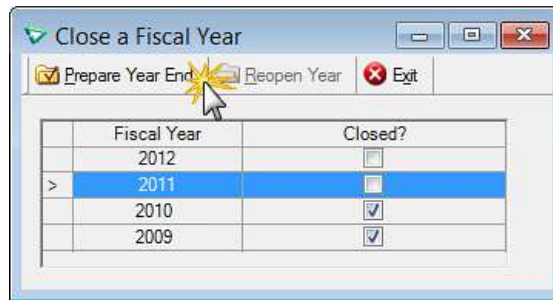 Close a Fiscal Year
Prepare Year End Reopen Year Exit
Fiscal Year Closed?
2012
> 2011
2010
2009